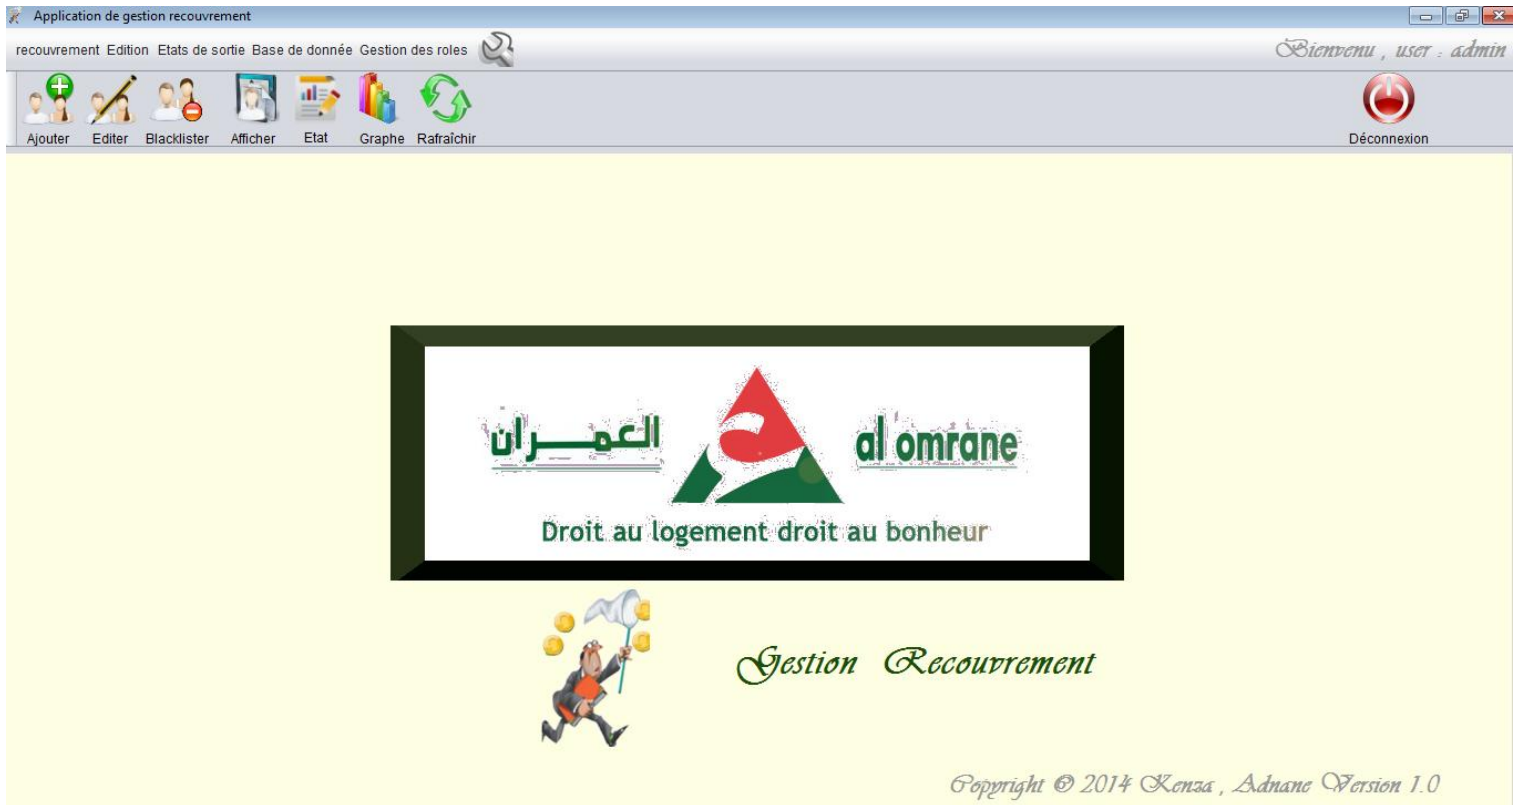 Application de gestion recouvrement
recouvrement Edition Etats de sortie Base de donnée Gestion des roles
Bienvenu , user : admin
Ajouter Editer Blacklister Afficher Etat Graphe Rafraîchir Déconnexion
العمران al omrane
Droit au logement droit au bonheur
Gestion Recouvrement
Copyright © 2014 Kenza , Adnane Version 1.0